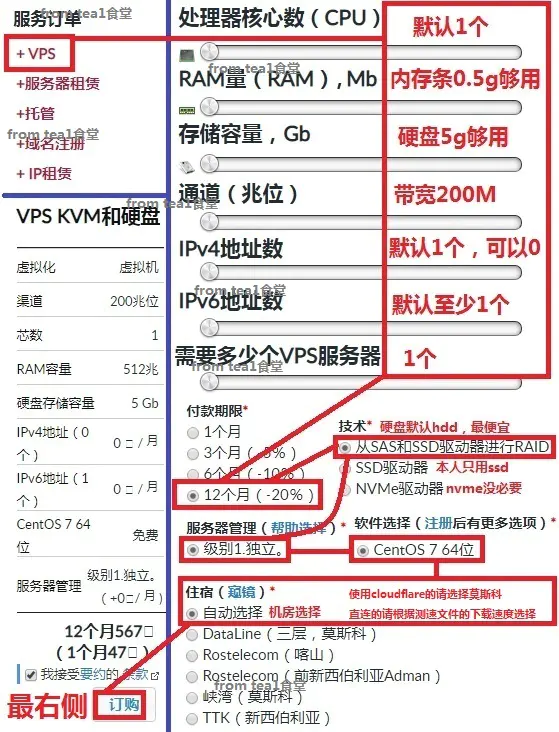 服务订单
from tea1食堂
+ VPS
+服务器租赁
+托管
from tea1食堂
+域名注册
+ IP租赁
VPS KVM和硬盘
虚拟化 虚拟机
渠道 200兆位
芯数 1
RAM容量 512兆
硬盘存储容量 5 Gb
IPv4地址（0个） 0 / 月
IPv6地址（1个） 0 / 月
CentOS 7 64位 免费
服务器管理 级别1.独立。（+0 / 月）
12个月567
（1个月47）
我接受要约的 条款
最右侧
订购
处理器核心数（CPU）
from tea1食堂
默认1个
RAM量（RAM）, Mb
from tea1食堂
内存条0.5g够用
存储容量，Gb
from tea1食堂
硬盘5g够用
通道（兆位）
from tea1食堂
带宽200M
IPv4地址数
from tea1食堂
默认1个，可以0
IPv6地址数
from tea1食堂
默认至少1个
需要多少个VPS服务器
from tea1食堂
1个
付款期限*
1个月
3个月（-5%）
6个月（-10%）
12个月（-20%）
技术*
硬盘默认hdd，最便宜
从SAS和SSD驱动器进行RAID
SSD驱动器 本人只用ssd
NVMe驱动器 nvme没必要
服务器管理（帮助选择）*
级别1.独立。
软件选择（注册后有更多选项）*
CentOS 7 64位
住宿（窥镜）*
使用cloudflare的请选择莫斯科
直连的请根据测速文件的下载速度选择
自动选择 机房选择
DataLine（三层，莫斯科）
Rostelecom（喀山）
Rostelecom（前新西伯利亚Adman）
from tea1食堂
峡湾（莫斯科）
TTK（新西伯利亚）